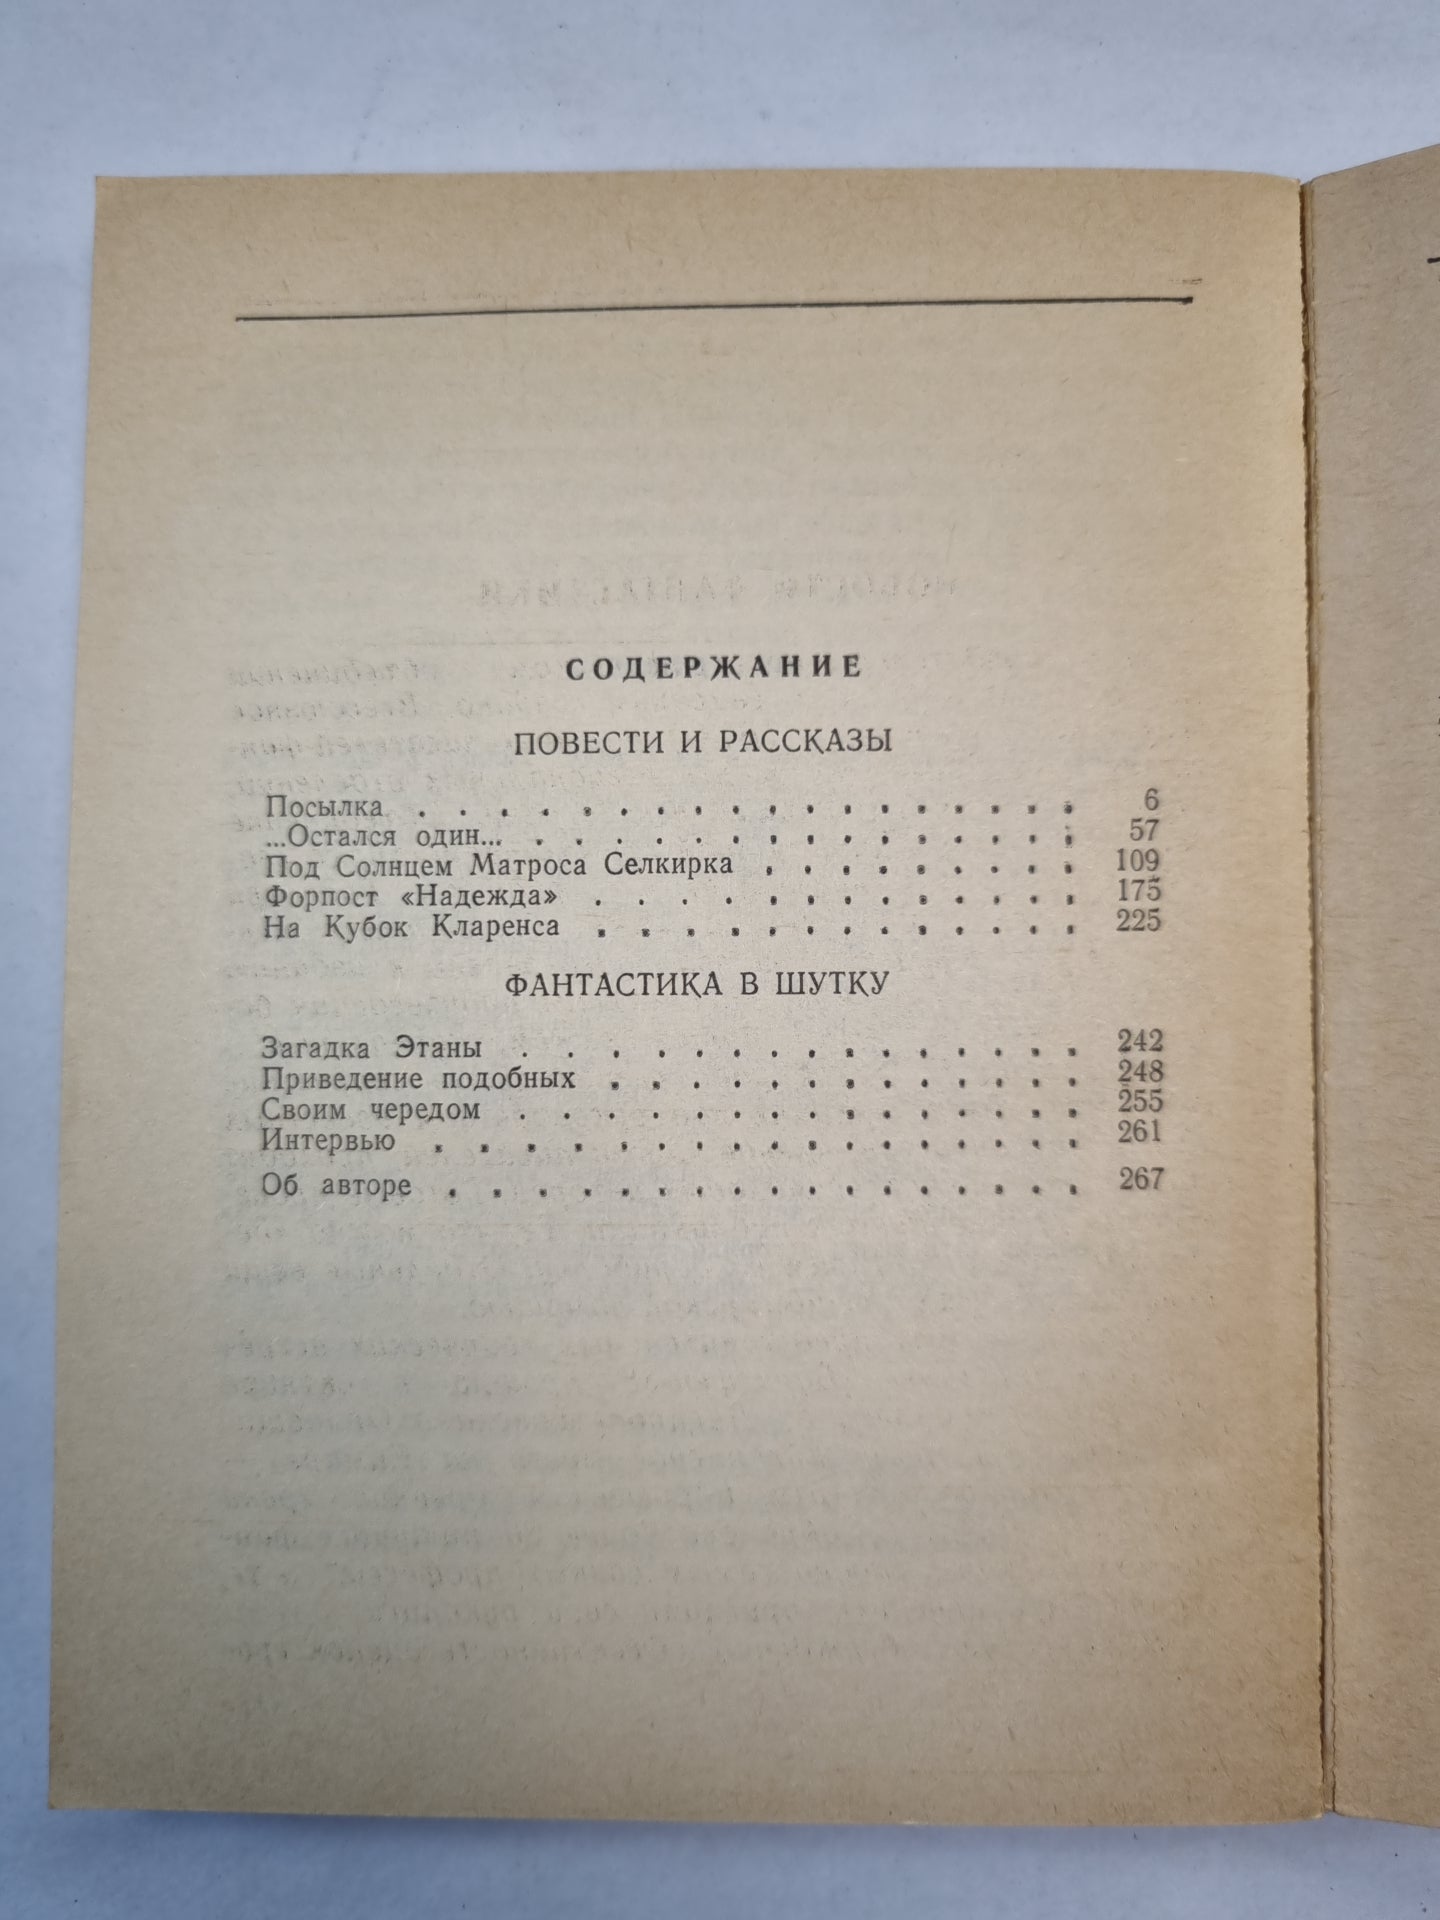 СОДЕРЖАНИЕ
ПОВЕСТИ И РАССКАЗЫ
Посылка . . . . . . . . . . . . . . . . . 6
...Остался один... . . . . . . . . . . . . . . 57
Под Солнцем Матроса Селкирка . . . . . . . . . 109
Форпост «Надежда» . . . . . . . . . . . . . 175
На Кубок Кларенса . . . . . . . . . . . . . 225
ФАНТАСТИКА В ШУТКУ
Загадка Этаны . . . . . . . . . . . . . . . 242
Приведение подобных . . . . . . . . . . . . . 248
Своим чередом . . . . . . . . . . . . . . . 255
Интервью . . . . . . . . . . . . . . . . . 261
Об авторе . . . . . . . . . . . . . . . . . 267